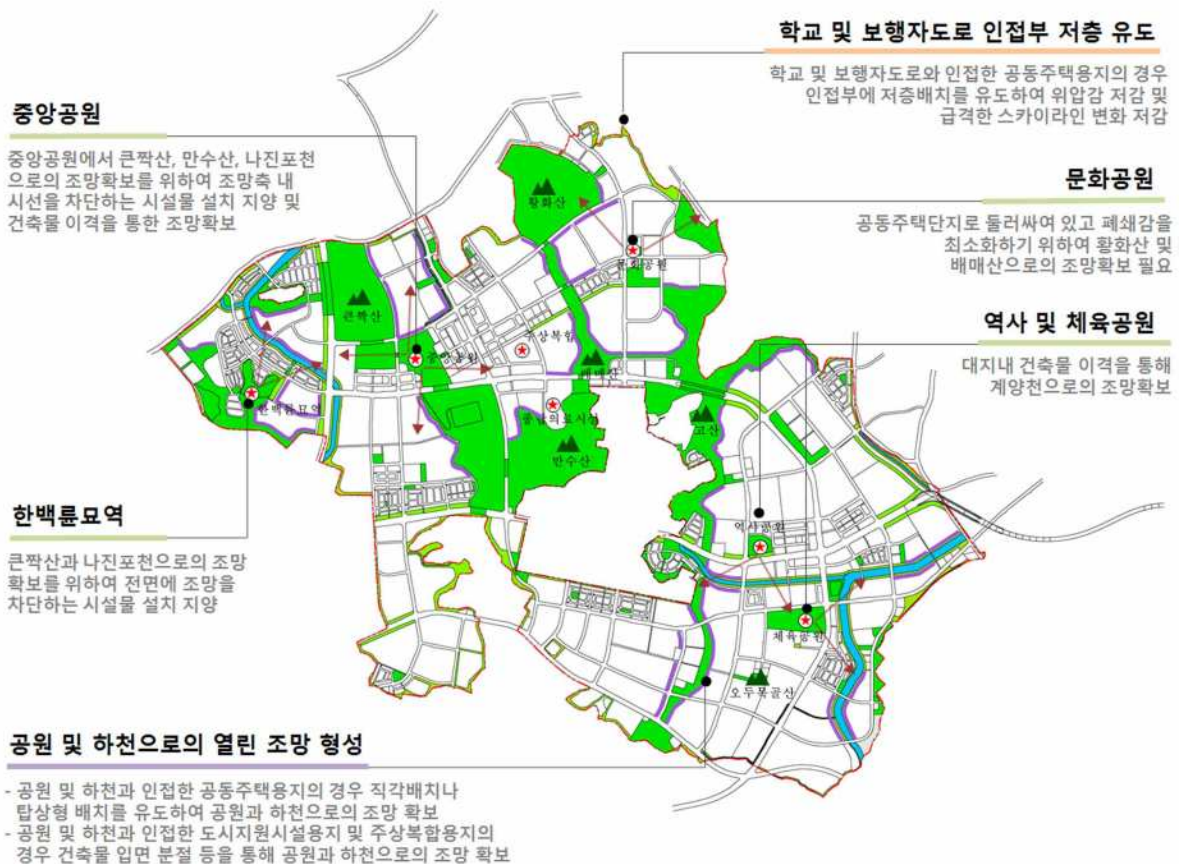 학교 및 보행자도로 인접부 저층 유도
학교 및 보행자도로와 인접한 공동주택용지의 경우
인접부에 저층배치를 유도하여 위압감 저감 및
급격한 스카이라인 변화 저감
중앙공원
중앙공원에서 큰짝산, 만수산, 나진포천
으로의 조망확보를 위하여 조망축 내
시선을 차단하는 시설물 설치 지양 및
건축물 이격을 통한 조망확보
문화공원
공동주택단지로 둘러싸여 있고 폐쇄감을
최소화하기 위하여 황화산 및
배매산으로의 조망확보 필요
역사 및 체육공원
대지내 건축물 이격을 통해
계양천으로의 조망확보
황화산
문화공원
큰짝산
주상복합
중앙공원
배매산
한백륜묘역
종합의료시설
고산
만수산
역사공원
체육공원
오두목골산
한백륜묘역
큰짝산과 나진포천으로의 조망
확보를 위하여 전면에 조망을
차단하는 시설물 설치 지양
공원 및 하천으로의 열린 조망 형성
- 공원 및 하천과 인접한 공동주택용지의 경우 직각배치나
탑상형 배치를 유도하여 공원과 하천으로의 조망 확보
- 공원 및 하천과 인접한 도시지원시설용지 및 주상복합용지의
경우 건축물 입면 분절 등을 통해 공원과 하천으로의 조망 확보